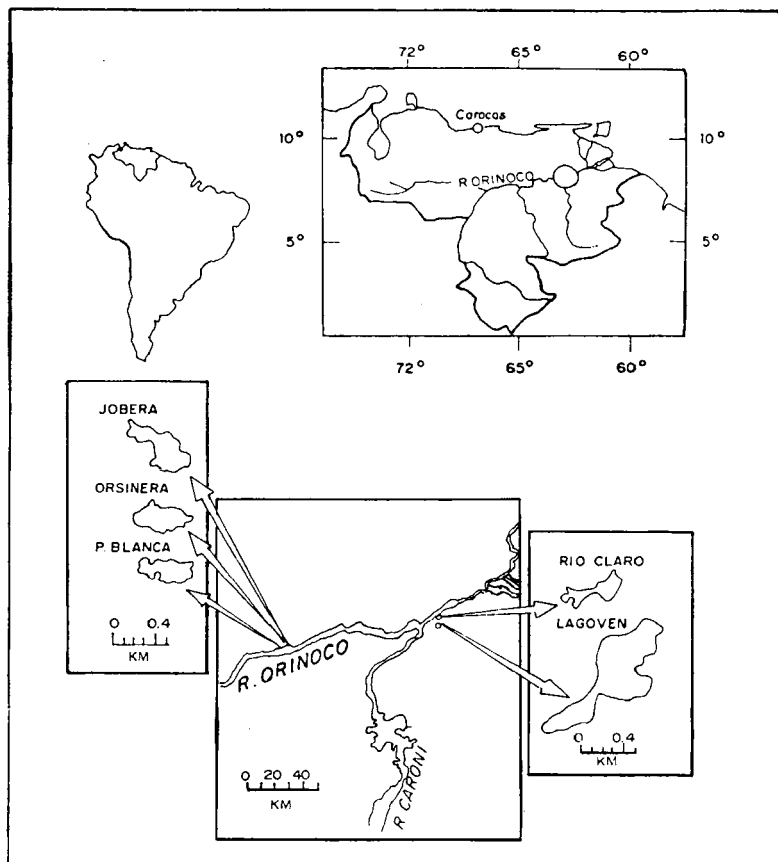 72° 65° 60°
Caracas
10° 10°
R ORINOCO
5° 5°
72° 65° 60°
JOBERA
ORSINERA
P. BLANCA
0 0.4
KM
R. ORINOCO
0 20 40
KM
R CARONI
RIO CLARO
LAGOVEN
0 0.4
KM